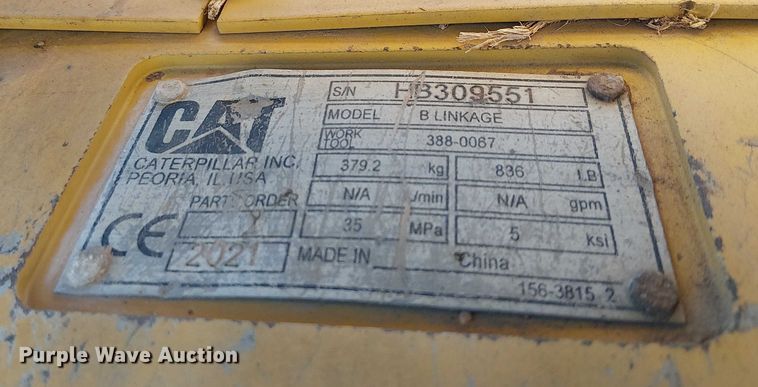 CAT
CATERPILLAR INC.
PEORIA, IL USA
S/N HB309551
MODEL B LINKAGE
WORK TOOL 388-0067
379.2 kg 836 LB
N/A L/min N/A gpm
PART ORDER
35 MPa 5 ksi
CE
2021
MADE IN China
156-3815 2
Purple Wave Auction